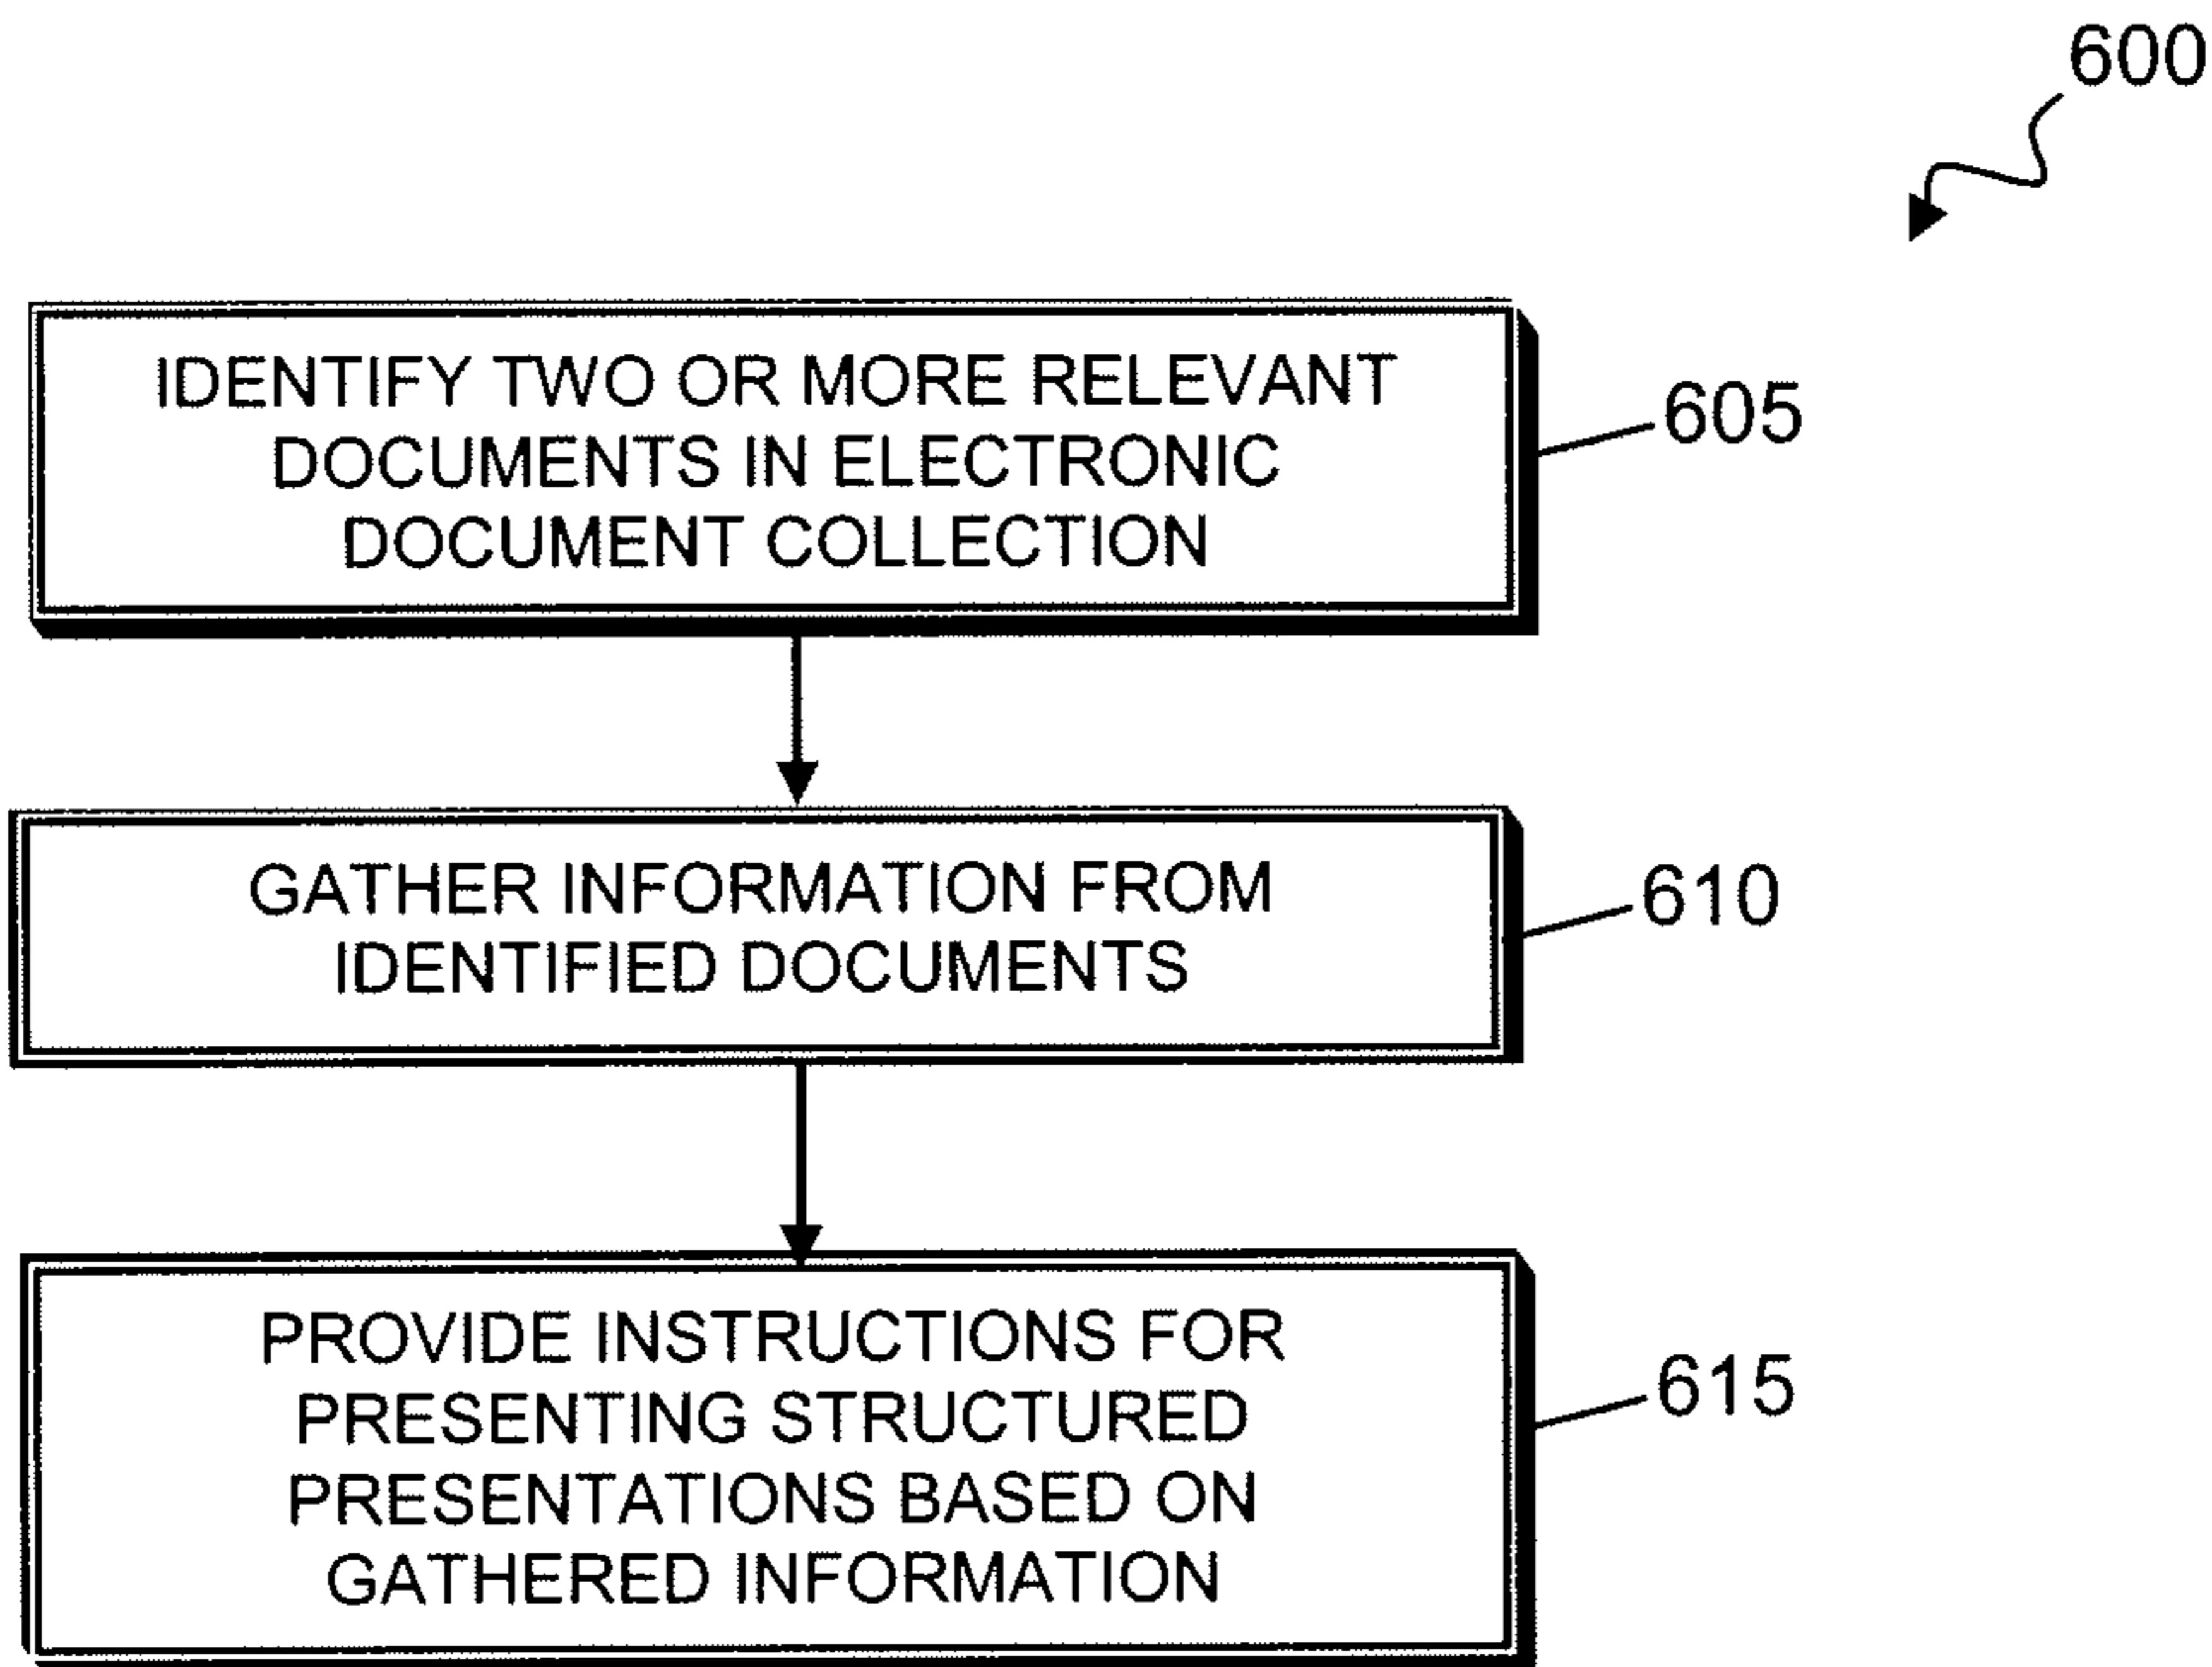 600
IDENTIFY TWO OR MORE RELEVANT
DOCUMENTS IN ELECTRONIC
DOCUMENT COLLECTION
605
GATHER INFORMATION FROM
IDENTIFIED DOCUMENTS
610
PROVIDE INSTRUCTIONS FOR
PRESENTING STRUCTURED
PRESENTATIONS BASED ON
GATHERED INFORMATION
615